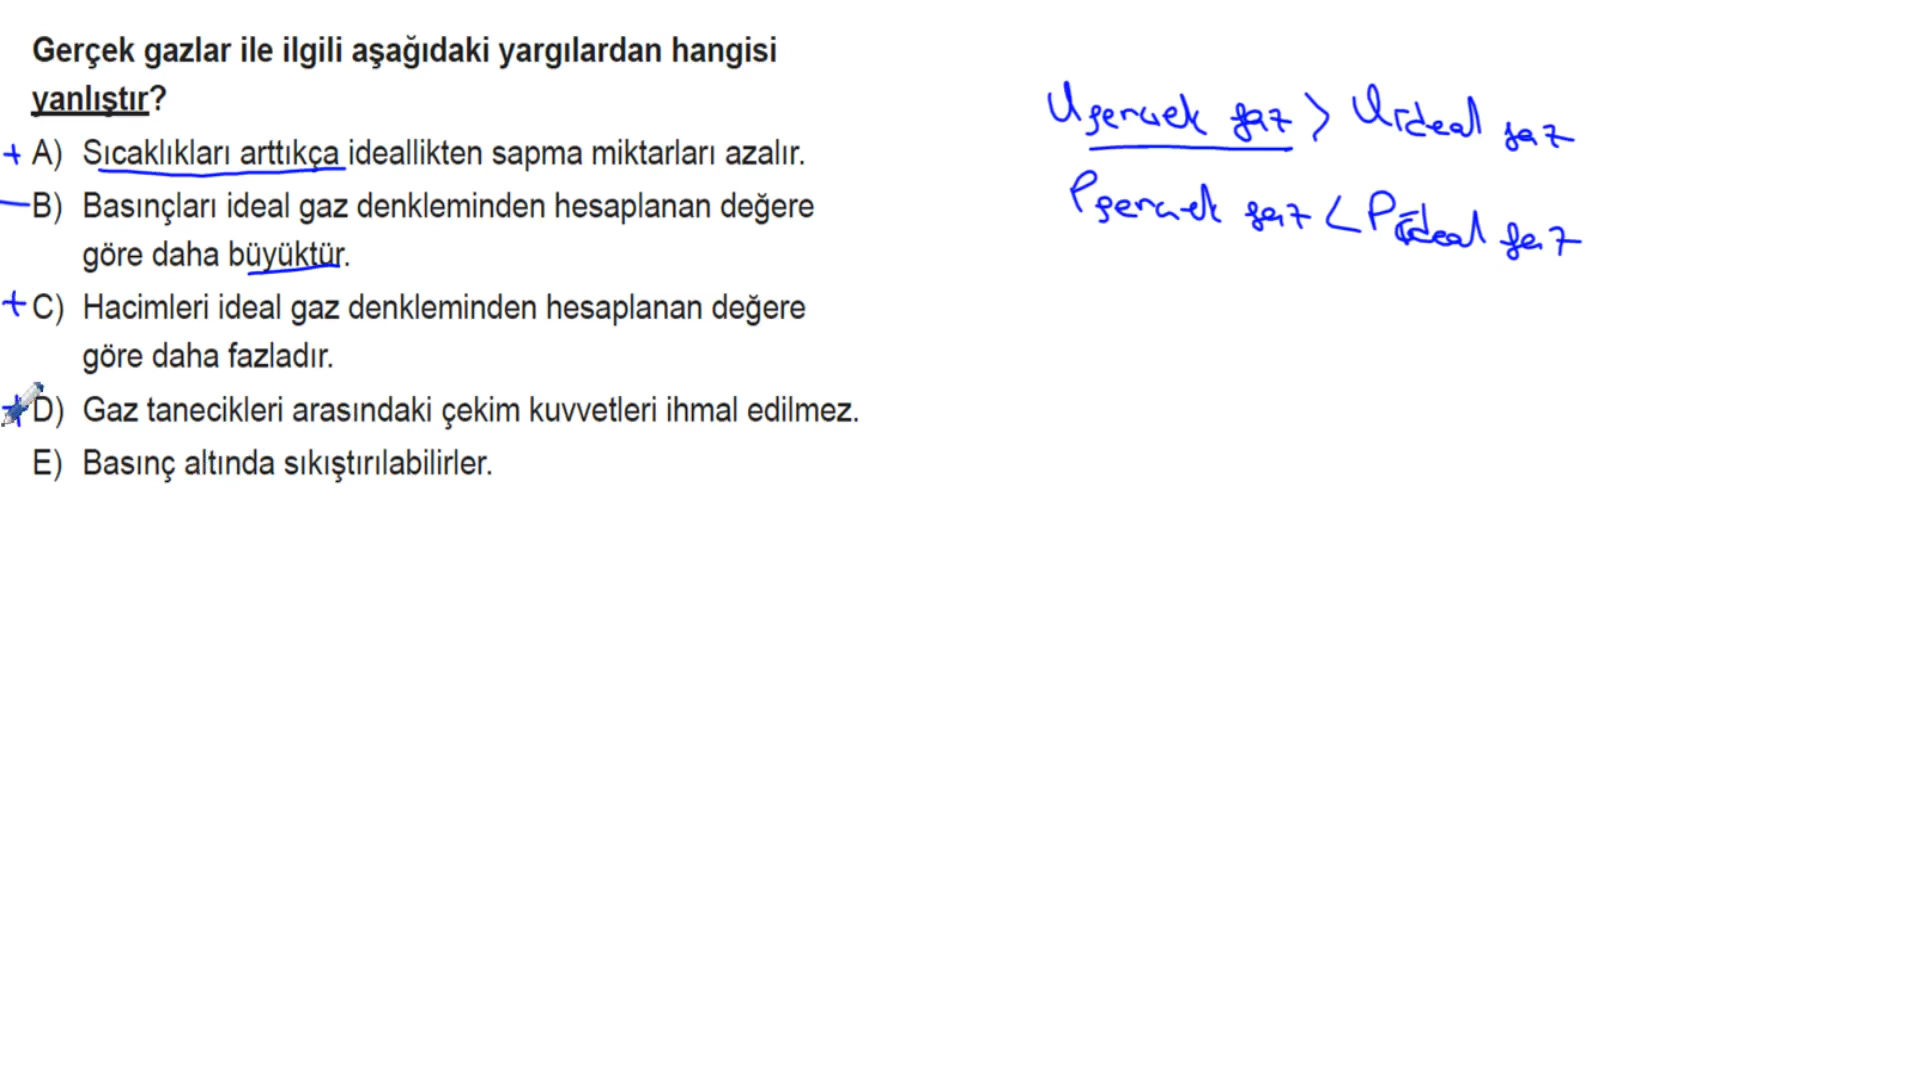 Gerçek gazlar ile ilgili aşağıdaki yargılardan hangisi
yanlıştır?
+ A) Sıcaklıkları arttıkça ideallikten sapma miktarları azalır.
— B) Basınçları ideal gaz denkleminden hesaplanan değere
göre daha büyüktür.
+ C) Hacimleri ideal gaz denkleminden hesaplanan değere
göre daha fazladır.
+ D) Gaz tanecikleri arasındaki çekim kuvvetleri ihmal edilmez.
E) Basınç altında sıkıştırılabilirler.
V gerçek gaz > V ideal gaz
P gerçek gaz < P ideal gaz